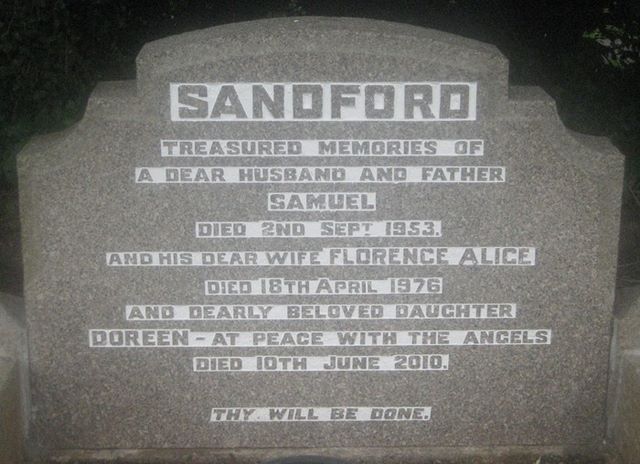 SANDFORD
TREASURED MEMORIES OF
A DEAR HUSBAND AND FATHER
SAMUEL
DIED 2ND SEPT 1953.
AND HIS DEAR WIFE FLORENCE ALICE
DIED 18TH APRIL 1976
AND DEARLY BELOVED DAUGHTER
DOREEN - AT PEACE WITH THE ANGELS
DIED 10TH JUNE 2010.
THY WILL BE DONE.